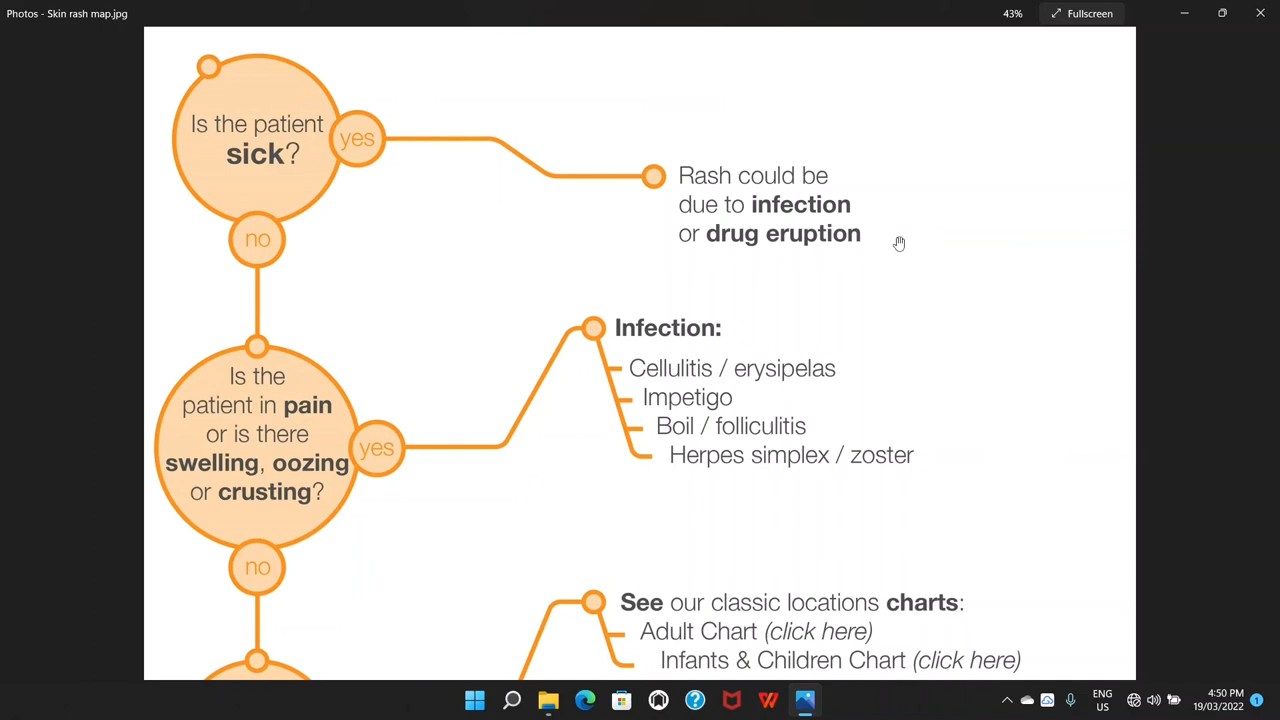 Photos - Skin rash map.jpg
43%
Fullscreen
Is the patient
sick?
yes
no
Rash could be
due to infection
or drug eruption
Is the
patient in pain
or is there
swelling, oozing
or crusting?
yes
no
Infection:
Cellulitis / erysipelas
Impetigo
Boil / folliculitis
Herpes simplex / zoster
See our classic locations charts:
Adult Chart (click here)
Infants & Children Chart (click here)
ENG
US
4:50 PM
19/03/2022
1